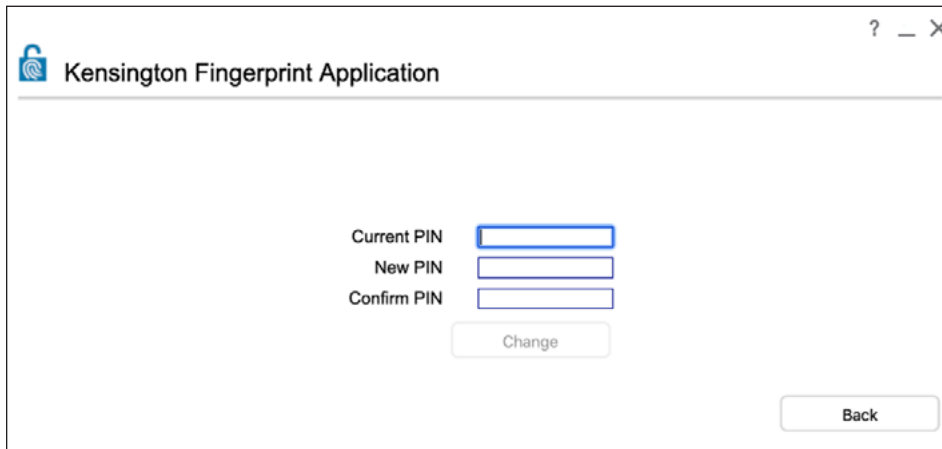 ?
Kensington Fingerprint Application
Current PIN
New PIN
Confirm PIN
Change
Back